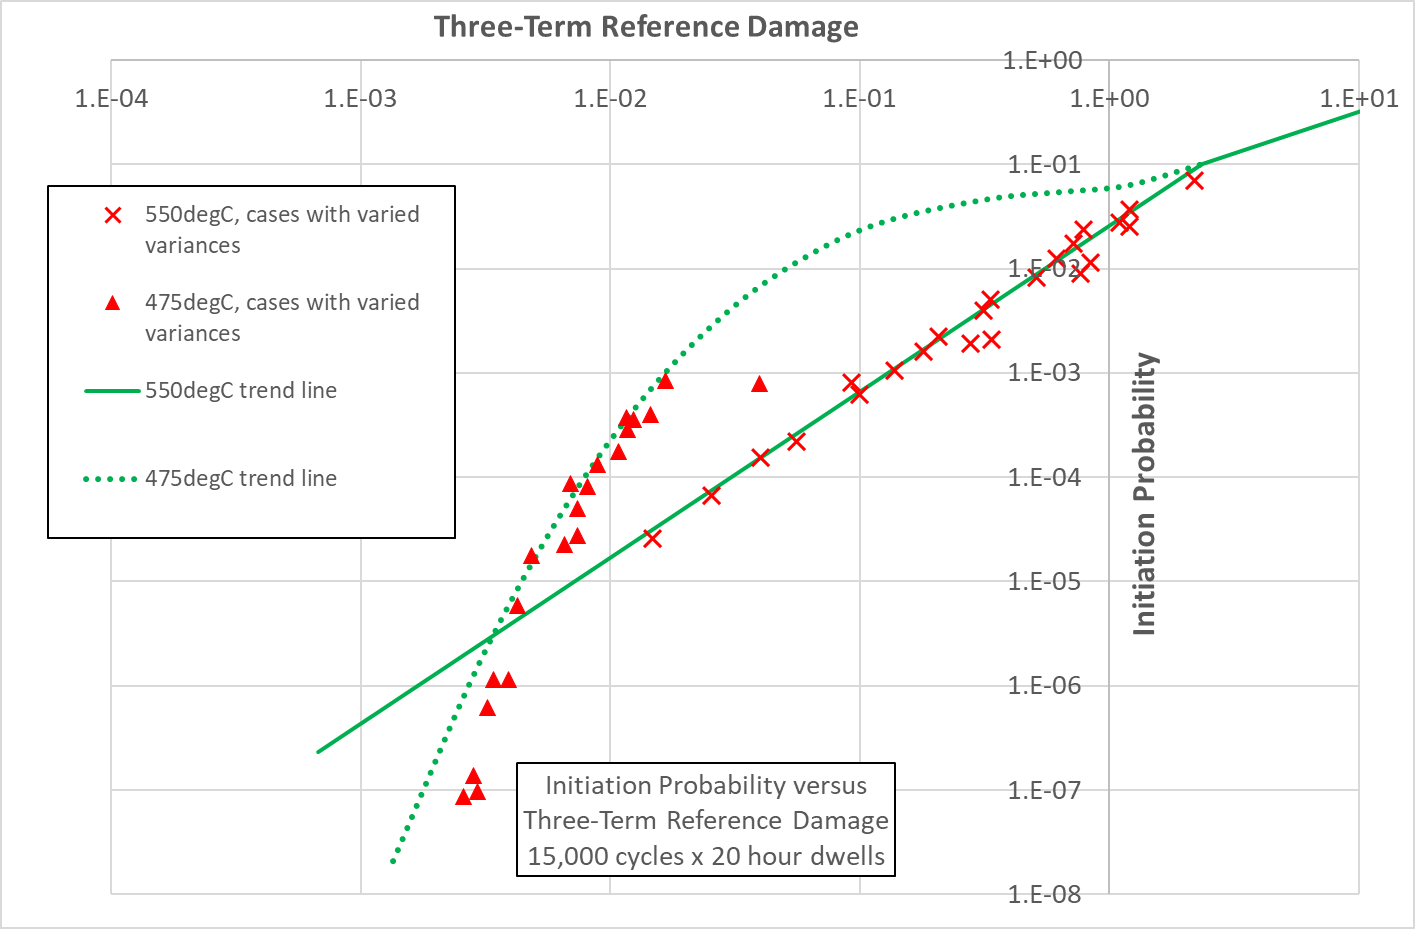 Three-Term Reference Damage
1.E+00
1.E-04 1.E-03 1.E-02 1.E-01 1.E+00 1.E+01
1.E-01
550degC, cases with varied
variances
1.E-02
475degC, cases with varied
variances
1.E-03
550degC trend line
475degC trend line
1.E-04
Initiation Probability
1.E-05
1.E-06
1.E-07
Initiation Probability versus
Three-Term Reference Damage
15,000 cycles x 20 hour dwells
1.E-08